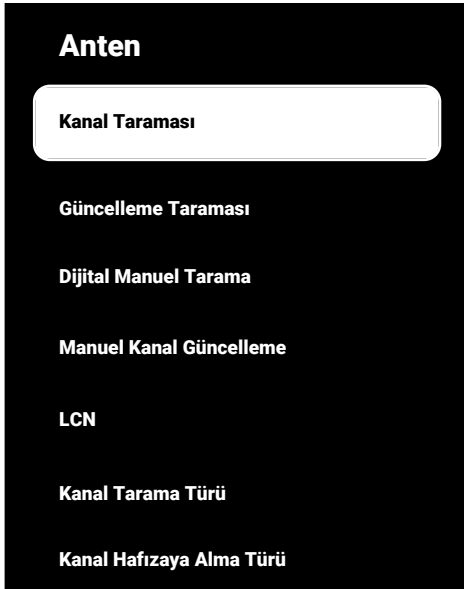 Anten
Kanal Taraması
Güncelleme Taraması
Dijital Manuel Tarama
Manuel Kanal Güncelleme
LCN
Kanal Tarama Türü
Kanal Hafızaya Alma Türü